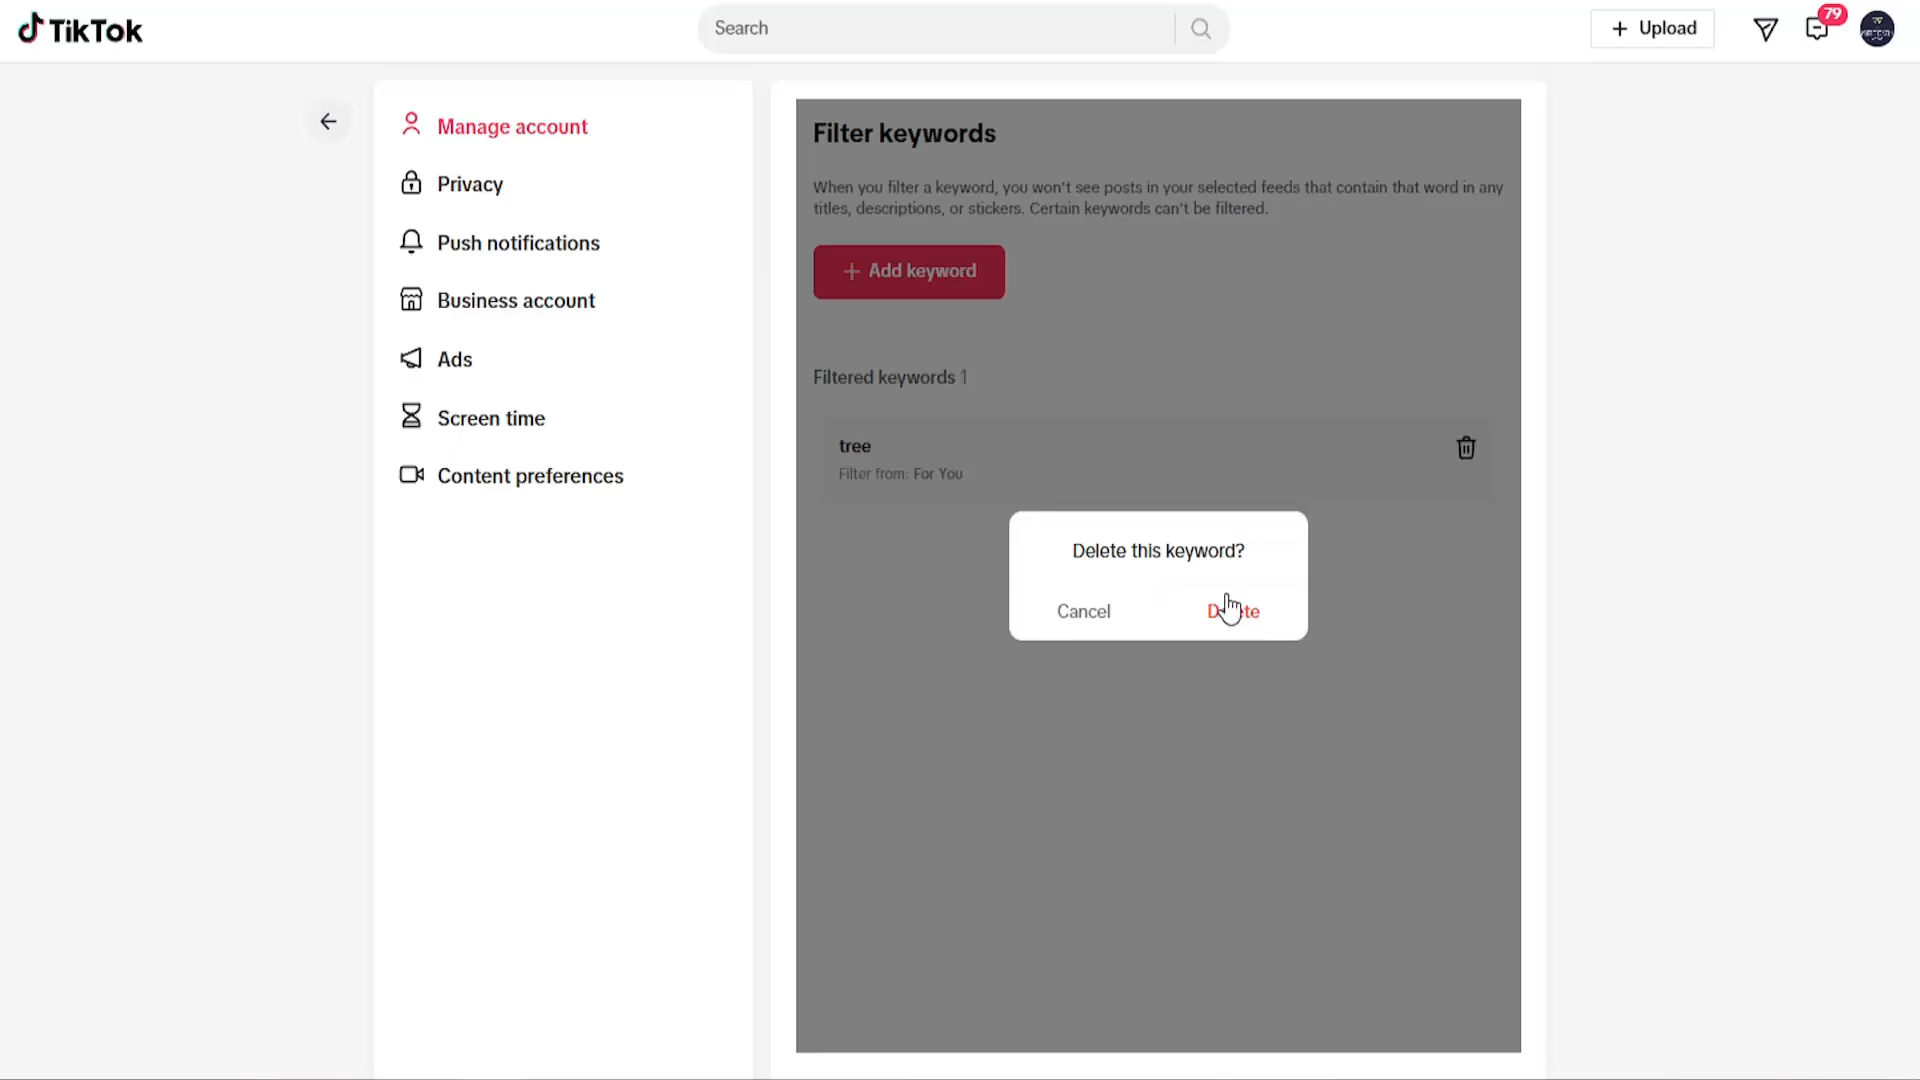 TikTok
Search
Upload
79
Manage account
Privacy
Push notifications
Business account
Ads
Screen time
Content preferences
Filter keywords
When you filter a keyword, you won't see posts in your selected feeds that contain that word in any
titles, descriptions, or stickers. Certain keywords can't be filtered.
+ Add keyword
Filtered keywords 1
tree
Filter from: For You
Delete this keyword?
Cancel
Delete